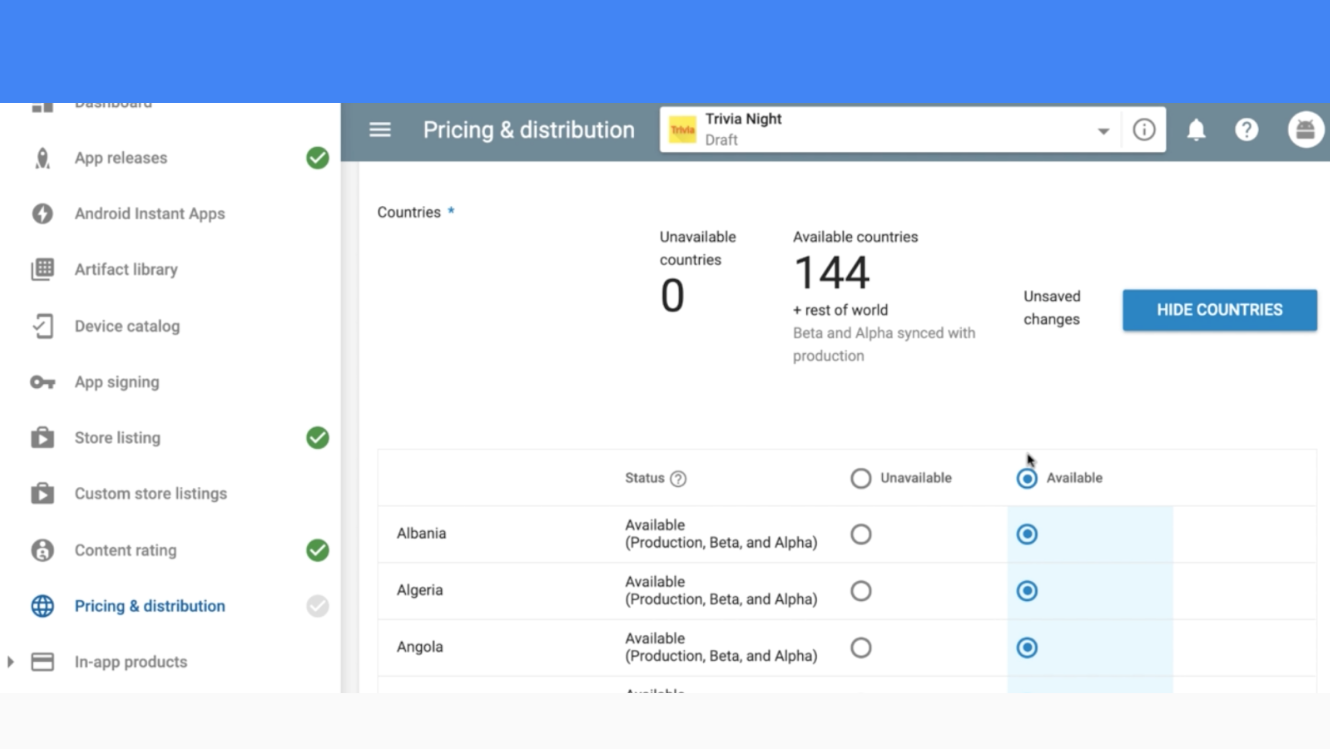 Dashboard
App releases
Android Instant Apps
Artifact library
Device catalog
App signing
Store listing
Custom store listings
Content rating
Pricing & distribution
In-app products
Pricing & distribution
Trivia
Trivia Night
Draft
Countries *
Unavailable
countries
0
Available countries
144
+ rest of world
Beta and Alpha synced with
production
Unsaved
changes
HIDE COUNTRIES
Status
Unavailable
Available
Albania
Available
(Production, Beta, and Alpha)
Algeria
Available
(Production, Beta, and Alpha)
Angola
Available
(Production, Beta, and Alpha)
Available